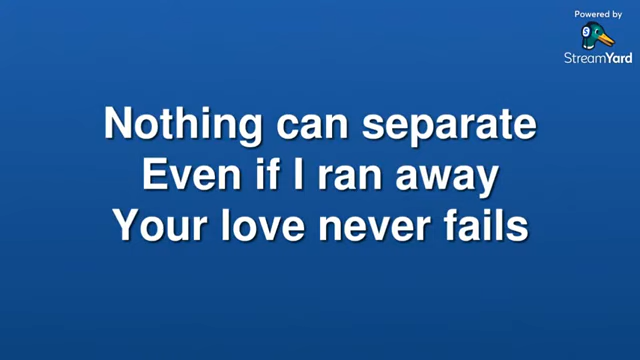 Powered by
StreamYard
Nothing can separate
Even if I ran away
Your love never fails